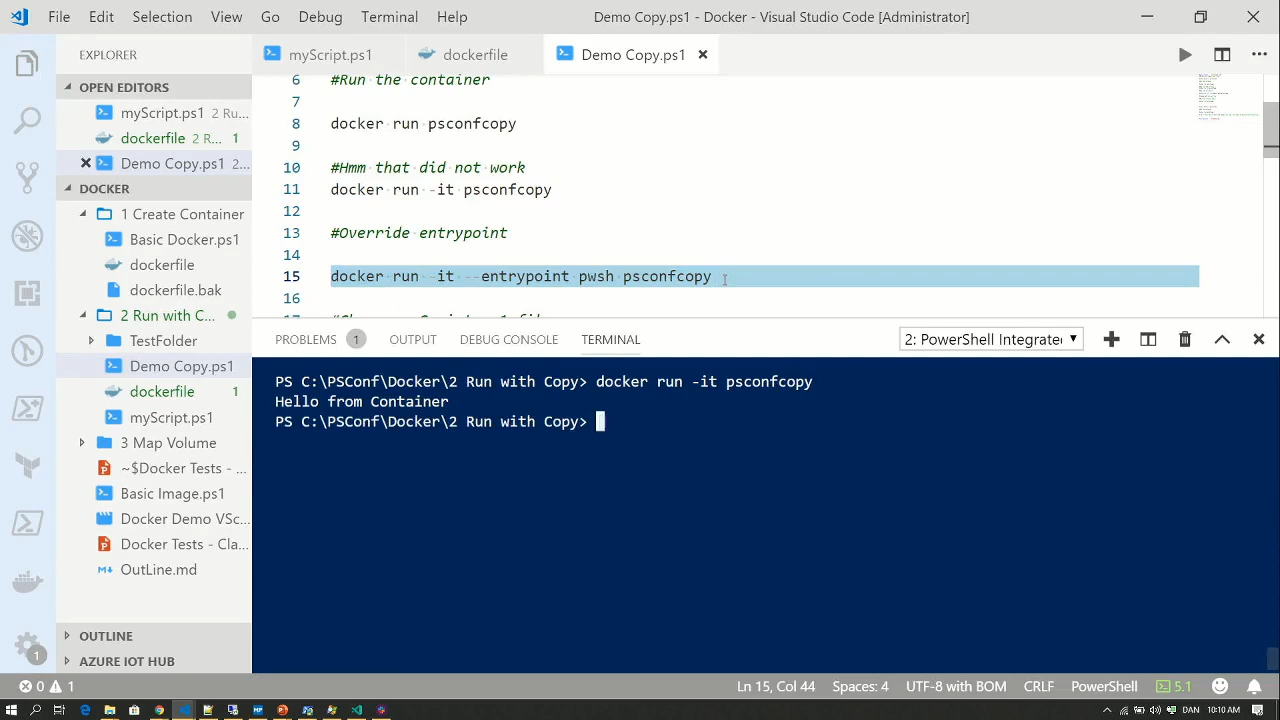 File Edit Selection View Go Debug Terminal Help
Demo Copy.ps1 - Docker - Visual Studio Code [Administrator]
EXPLORER
OPEN EDITORS
myScript.ps1 2 Ru...
dockerfile 2 R... 1
Demo Copy.ps1 2...
DOCKER
1 Create Container
Basic Docker.ps1
dockerfile
dockerfile.bak
2 Run with C...
TestFolder
Demo Copy.ps1
dockerfile 1
myScript.ps1
3 Map Volume
~$Docker Tests - ...
Basic Image.ps1
Docker Demo VSc...
Docker Tests - Cla...
OutLine.md
OUTLINE
AZURE IOT HUB
1
myScript.ps1
dockerfile
Demo Copy.ps1
6 #Run the container
7
8 docker run psconfcopy
9
10 #Hmm that did not work
11 docker run -it psconfcopy
12
13 #Override entrypoint
14
15 docker run -it --entrypoint pwsh psconfcopy
16
PROBLEMS 1 OUTPUT DEBUG CONSOLE TERMINAL
2: PowerShell Integrate
PS C:\PSConf\Docker\2 Run with Copy> docker run -it psconfcopy
Hello from Container
PS C:\PSConf\Docker\2 Run with Copy>
0 1
Ln 15, Col 44 Spaces: 4 UTF-8 with BOM CRLF PowerShell 5.1
DAN 10:10 AM